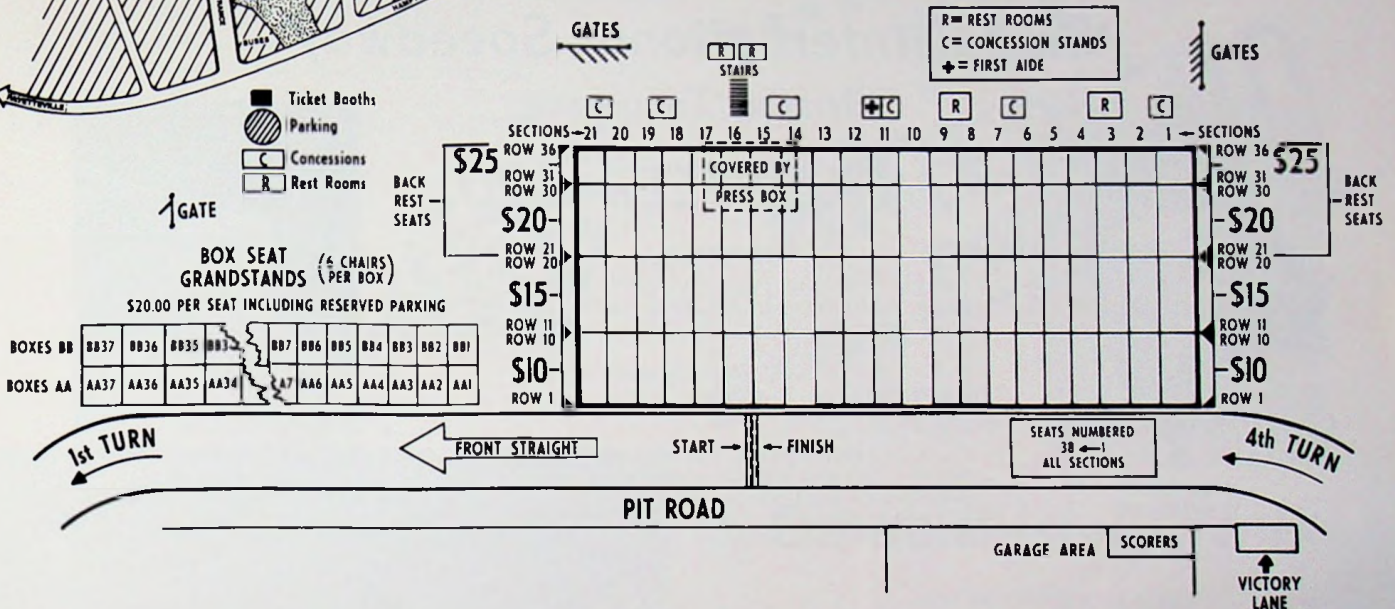 GATES
R = REST ROOMS
C = CONCESSION STANDS
✚ = FIRST AIDE
GATES
R R
STAIRS
Ticket Booths
Parking
C Concessions
R Rest Rooms
GATE
C C C ✚ C R C R C
SECTIONS 21 20 19 18 17 16 15 14 13 12 11 10 9 8 7 6 5 4 3 2 1 SECTIONS
$25 ROW 36
ROW 31
ROW 30
BACK
REST
SEATS
$20
ROW 21
ROW 20
$15
ROW 11
ROW 10
$10
ROW 1
COVERED BY
PRESS BOX
ROW 36 $25
ROW 31
ROW 30
BACK
REST
SEATS
$20
ROW 21
ROW 20
$15
ROW 11
ROW 10
$10
ROW 1
BOX SEAT
GRANDSTANDS (6 CHAIRS
PER BOX)
$20.00 PER SEAT INCLUDING RESERVED PARKING
BOXES BB BB37 BB36 BB35 BB7 BB6 BB5 BB4 BB3 BB2 BB1
BOXES AA AA37 AA36 AA35 AA34 A7 AA6 AA5 AA4 AA3 AA2 AA1
1st TURN
FRONT STRAIGHT
START FINISH
SEATS NUMBERED
38 1
ALL SECTIONS
4th TURN
PIT ROAD
GARAGE AREA SCORERS
VICTORY
LANE